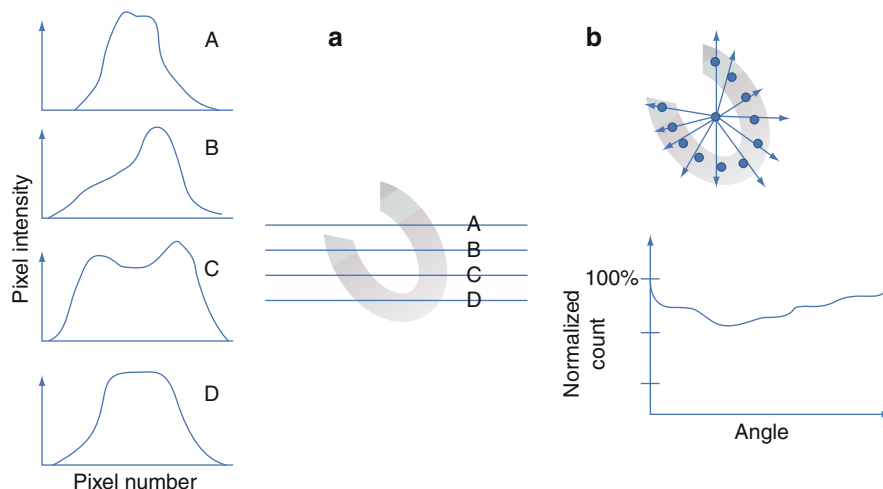 A
B
C
D
Pixel intensity
Pixel number
a
A
B
C
D
b
100%
Normalized
count
Angle